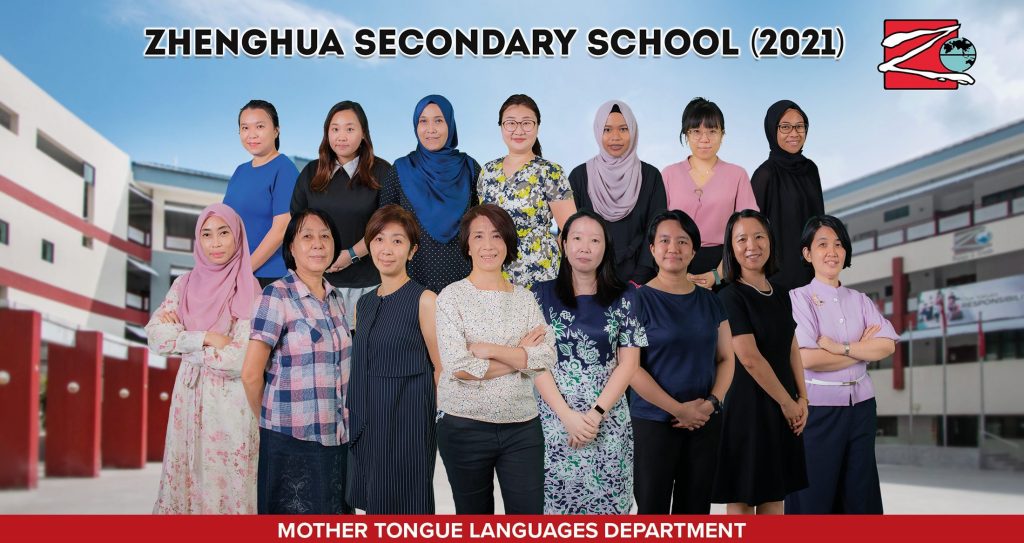 ZHENGHUA SECONDARY SCHOOL (2021)
MOTHER TONGUE LANGUAGES DEPARTMENT